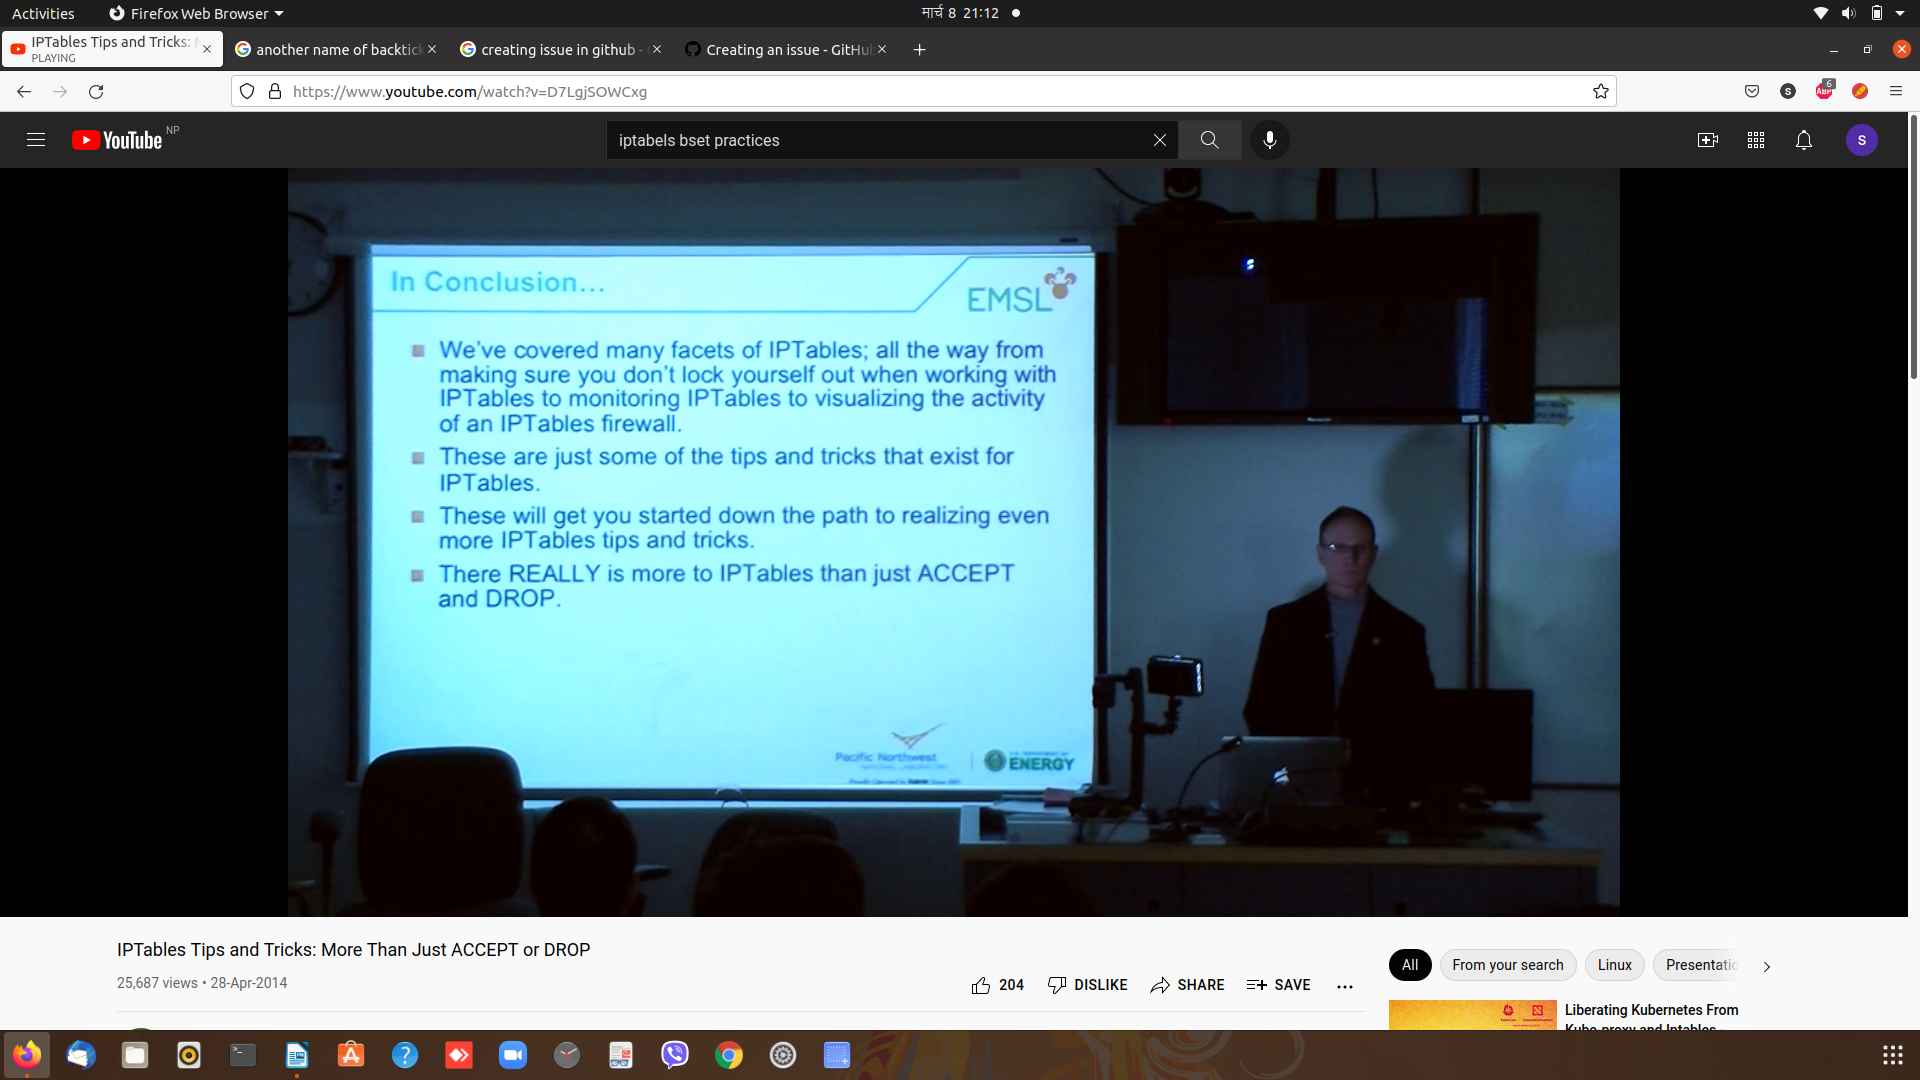 Activities
Firefox Web Browser
मार्च 8 21:12
IPTables Tips and Tricks:
PLAYING
another name of backtick
creating issue in github -
Creating an issue - GitHub
https://www.youtube.com/watch?v=D7LgjSOWCxg
S
ABP
6
YouTube
NP
iptabels bset practices
S
In Conclusion...
EMSL
We've covered many facets of IPTables; all the way from
making sure you don't lock yourself out when working with
IPTables to monitoring IPTables to visualizing the activity
of an IPTables firewall.
These are just some of the tips and tricks that exist for
IPTables.
These will get you started down the path to realizing even
more IPTables tips and tricks.
There REALLY is more to IPTables than just ACCEPT
and DROP.
Pacific Northwest
NATIONAL LABORATORY
U.S. DEPARTMENT OF
ENERGY
Panasonic
IPTables Tips and Tricks: More Than Just ACCEPT or DROP
25,687 views • 28-Apr-2014
204
DISLIKE
SHARE
SAVE
All
From your search
Linux
Presentatio
Liberating Kubernetes From
Kube-proxy and Iptables